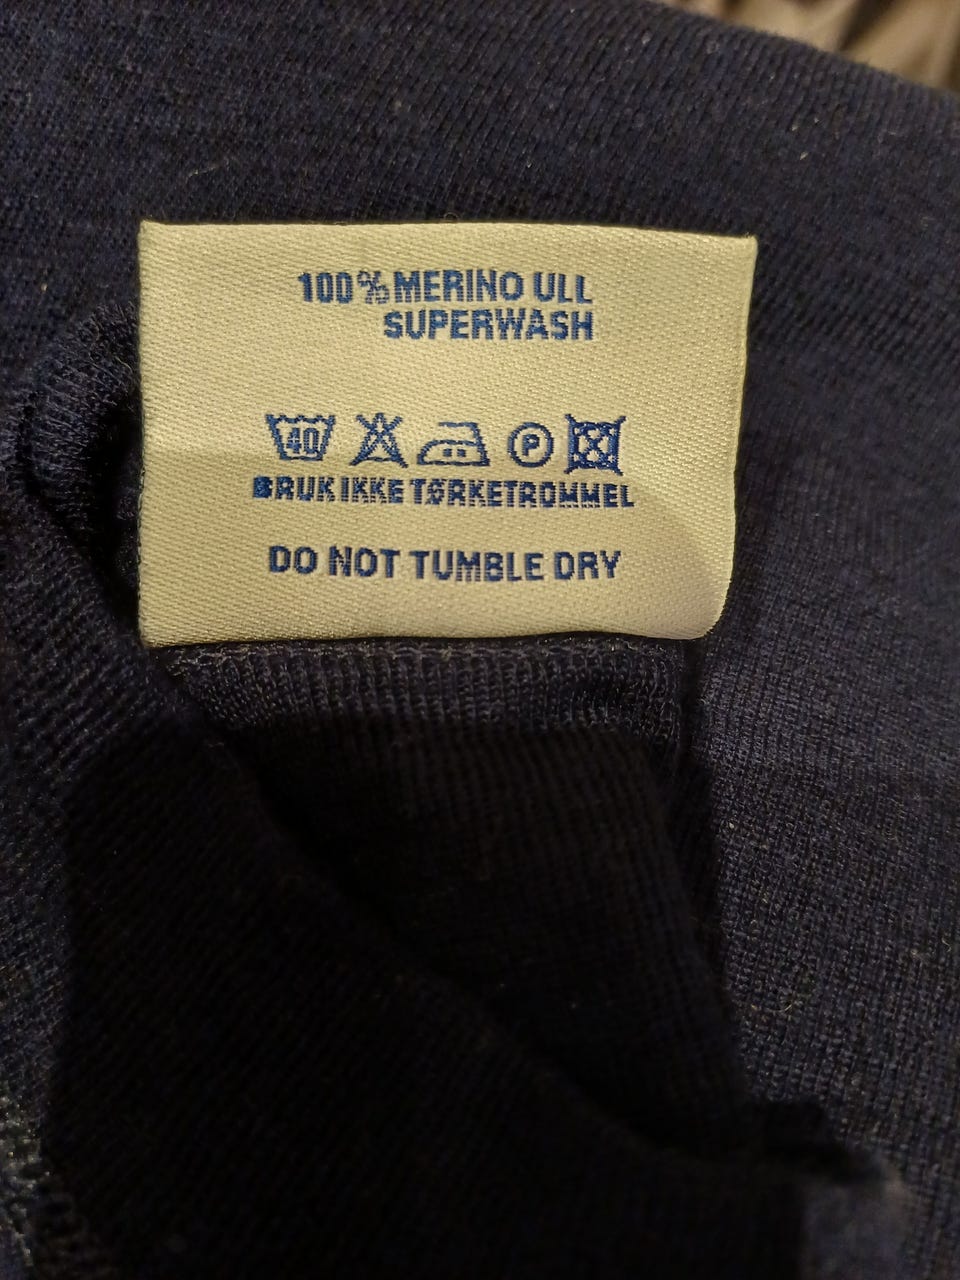 100% MERINO ULL
SUPERWASH
40 P
BRUK IKKE TØRKETROMMEL
DO NOT TUMBLE DRY